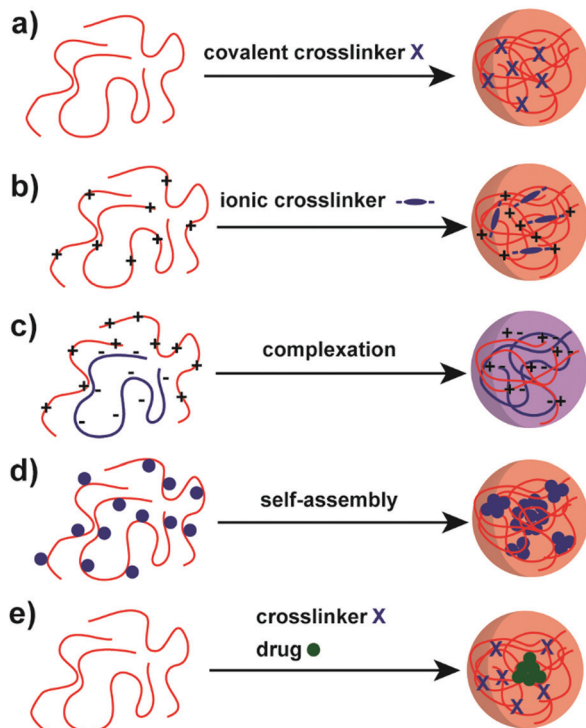 a)
covalent crosslinker X
b)
ionic crosslinker
c)
complexation
d)
self-assembly
e)
crosslinker X
drug